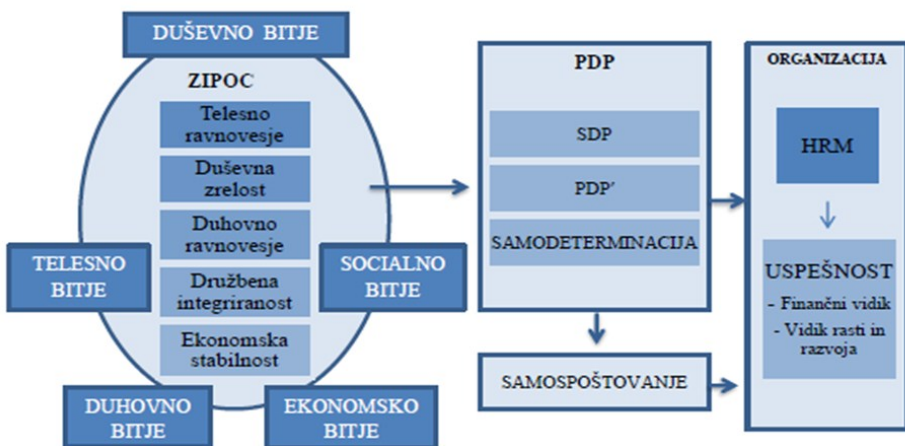 DUŠEVNO BITJE
ZIPOC
Telesno
ravnovesje
Duševna
zrelost
Duhovno
ravnovesje
Družbena
integriranost
Ekonomska
stabilnost
TELESNO
BITJE
SOCIALNO
BITJE
DUHOVNO
BITJE
EKONOMSKO
BITJE
PDP
SDP
PDP´
SAMODETERMINACIJA
SAMOSPOŠTOVANJE
ORGANIZACIJA
HRM
USPEŠNOST
- Finančni vidik
- Vidik rasti in
razvoja